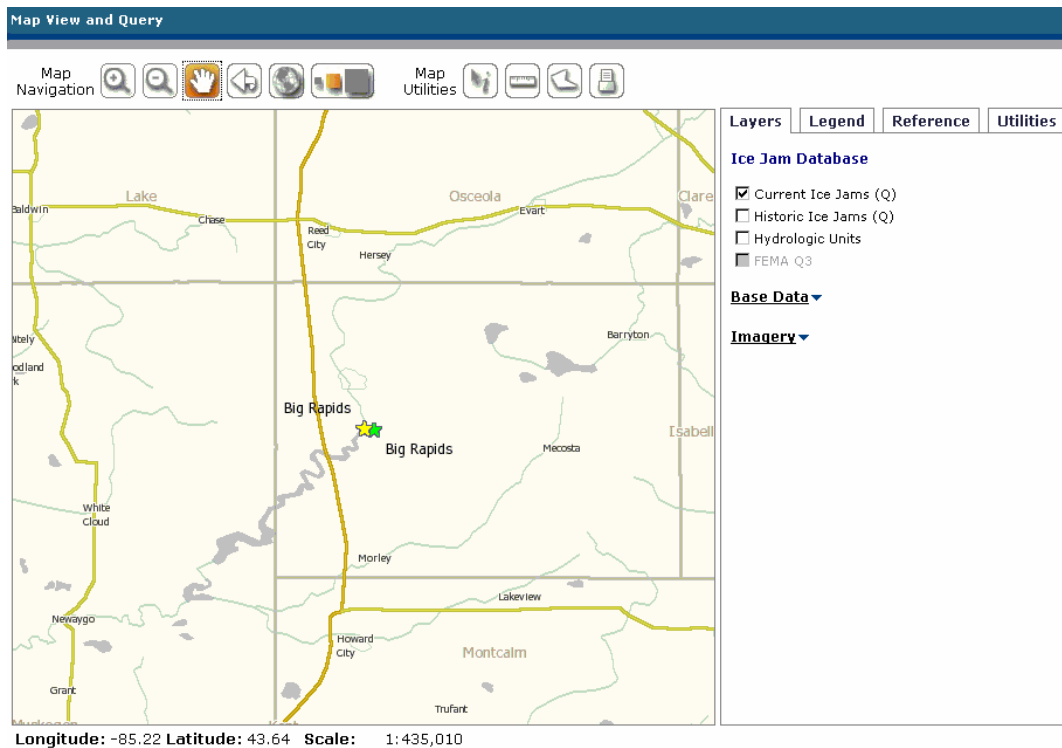 Map View and Query
Map
Navigation
Map
Utilities
Layers
Legend
Reference
Utilities
Ice Jam Database
Current Ice Jams (Q)
Historic Ice Jams (Q)
Hydrologic Units
FEMA Q3
Base Data
Imagery
Lake
Osceola
Clare
Baldwin
Chase
Evart
Reed
City
Hersey
Barryton
Big Rapids
Big Rapids
Isabell
Mecosta
White
Cloud
Morley
Lakeview
Newaygo
Howard
City
Montcalm
Grant
Trufant
Longitude: -85.22 Latitude: 43.64 Scale: 1:435,010